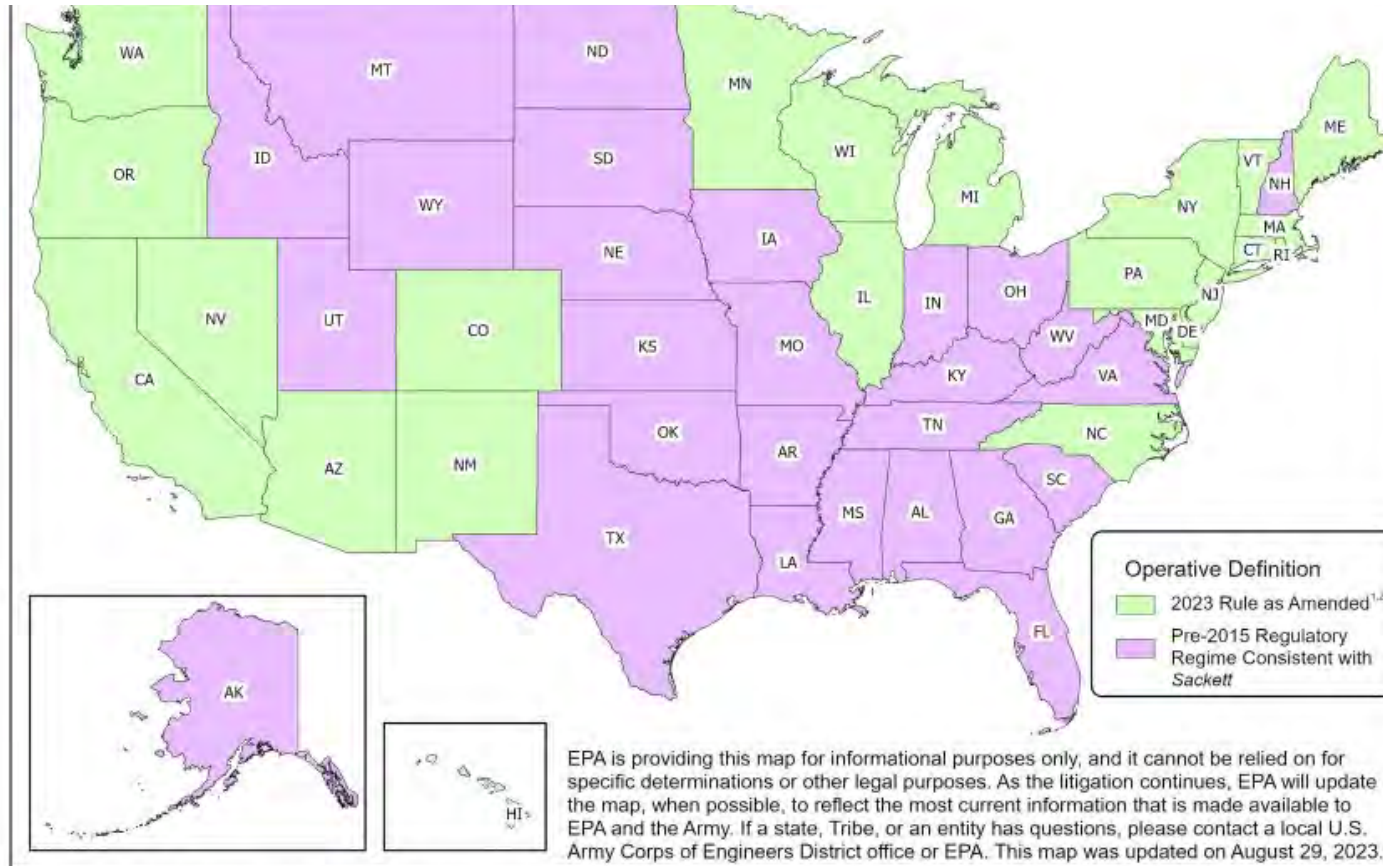 WA
MT
ND
MN
ME
OR
ID
SD
WI
VT
NH
WY
MI
NY
MA
IA
NE
CT
RI
PA
NV
UT
CO
IL
IN
OH
NJ
KS
MO
MD
DE
WV
CA
KY
VA
OK
TN
NC
AZ
NM
AR
SC
TX
MS
AL
GA
LA
FL
AK
HI
Operative Definition
2023 Rule as Amended
Pre-2015 Regulatory
Regime Consistent with
Sackett
EPA is providing this map for informational purposes only, and it cannot be relied on for
specific determinations or other legal purposes. As the litigation continues, EPA will update
the map, when possible, to reflect the most current information that is made available to
EPA and the Army. If a state, Tribe, or an entity has questions, please contact a local U.S.
Army Corps of Engineers District office or EPA. This map was updated on August 29, 2023.